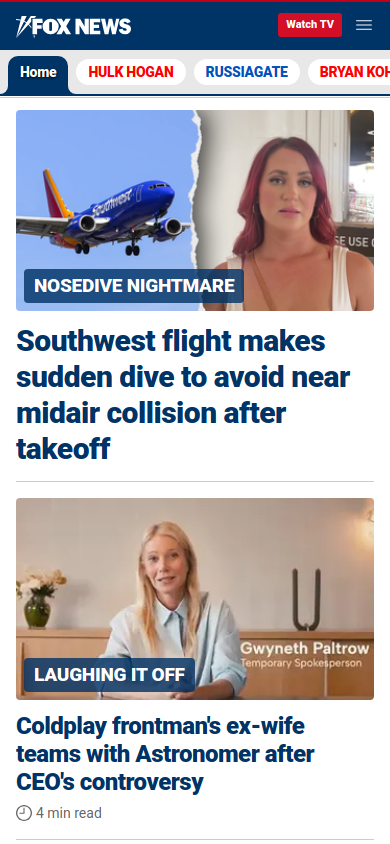 FOX NEWS
Watch TV
Home
HULK HOGAN
RUSSIAGATE
BRYAN KOH
Southwest
SE USE O
NOSEDIVE NIGHTMARE
Southwest flight makes
sudden dive to avoid near
midair collision after
takeoff
Gwyneth Paltrow
Temporary Spokesperson
LAUGHING IT OFF
Coldplay frontman's ex-wife
teams with Astronomer after
CEO's controversy
4 min read